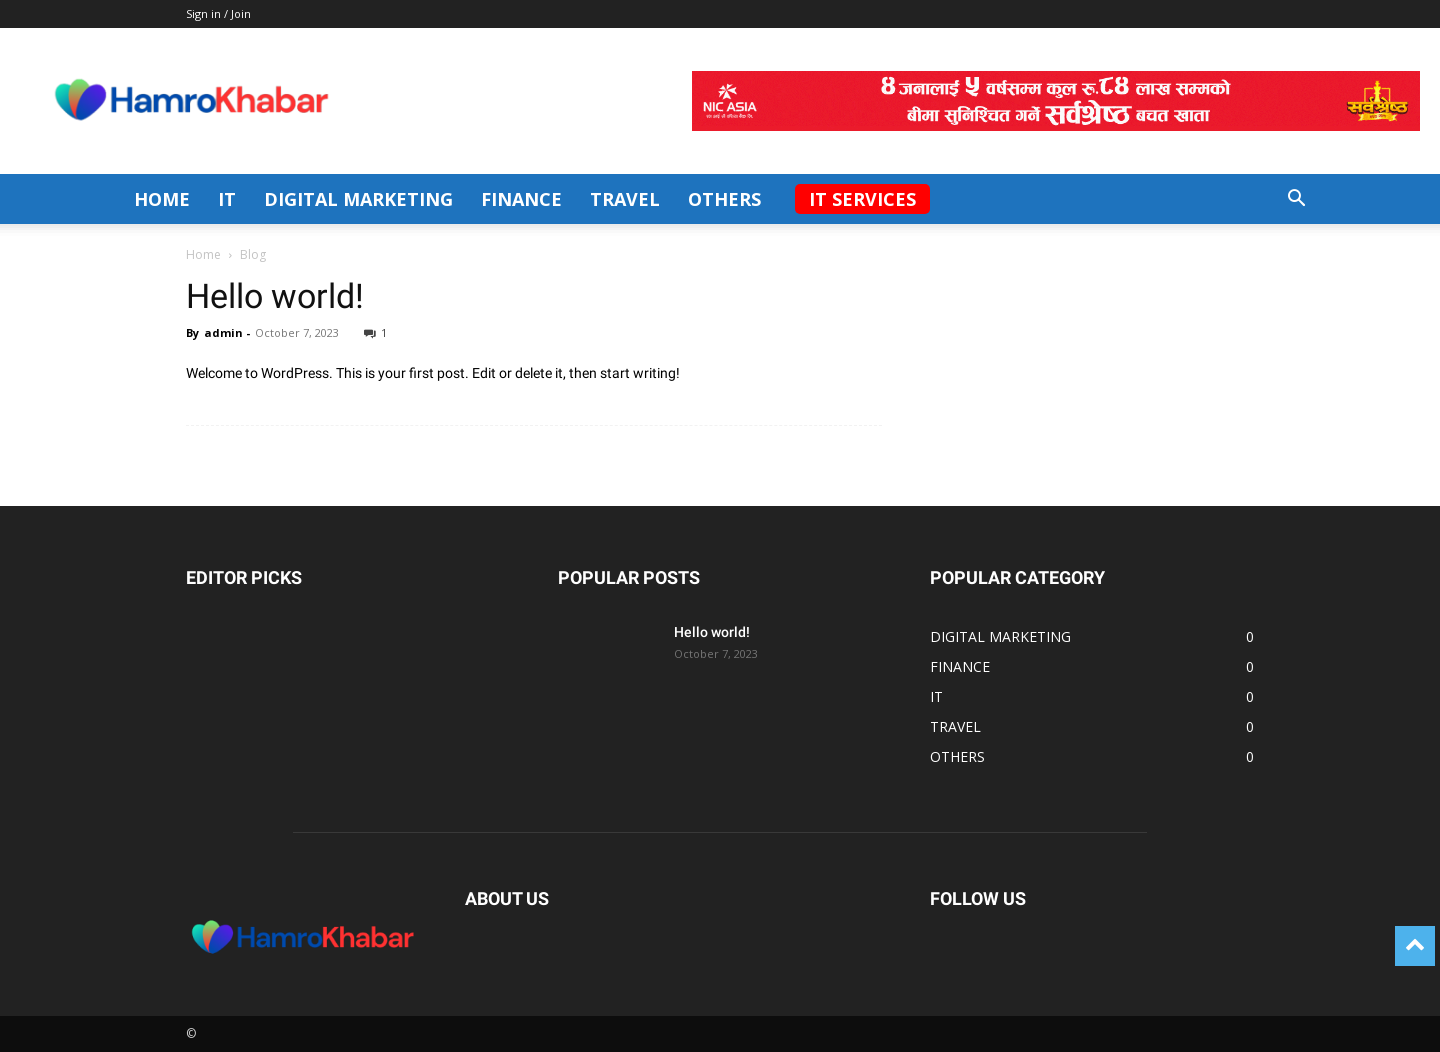 Sign in / Join
HamroKhabar
NIC ASIA
४ जनालाई ५ वर्षसम्म कुल रु.८४ लाख सम्मको
बीमा सुनिश्चित गर्ने सर्वश्रेष्ठ बचत खाता
सर्वश्रेष्ठ
HOME
IT
DIGITAL MARKETING
FINANCE
TRAVEL
OTHERS
IT SERVICES
Home › Blog
Hello world!
By admin - October 7, 2023 1
Welcome to WordPress. This is your first post. Edit or delete it, then start writing!
EDITOR PICKS
POPULAR POSTS
Hello world!
October 7, 2023
POPULAR CATEGORY
DIGITAL MARKETING 0
FINANCE 0
IT 0
TRAVEL 0
OTHERS 0
HamroKhabar
ABOUT US
FOLLOW US
©